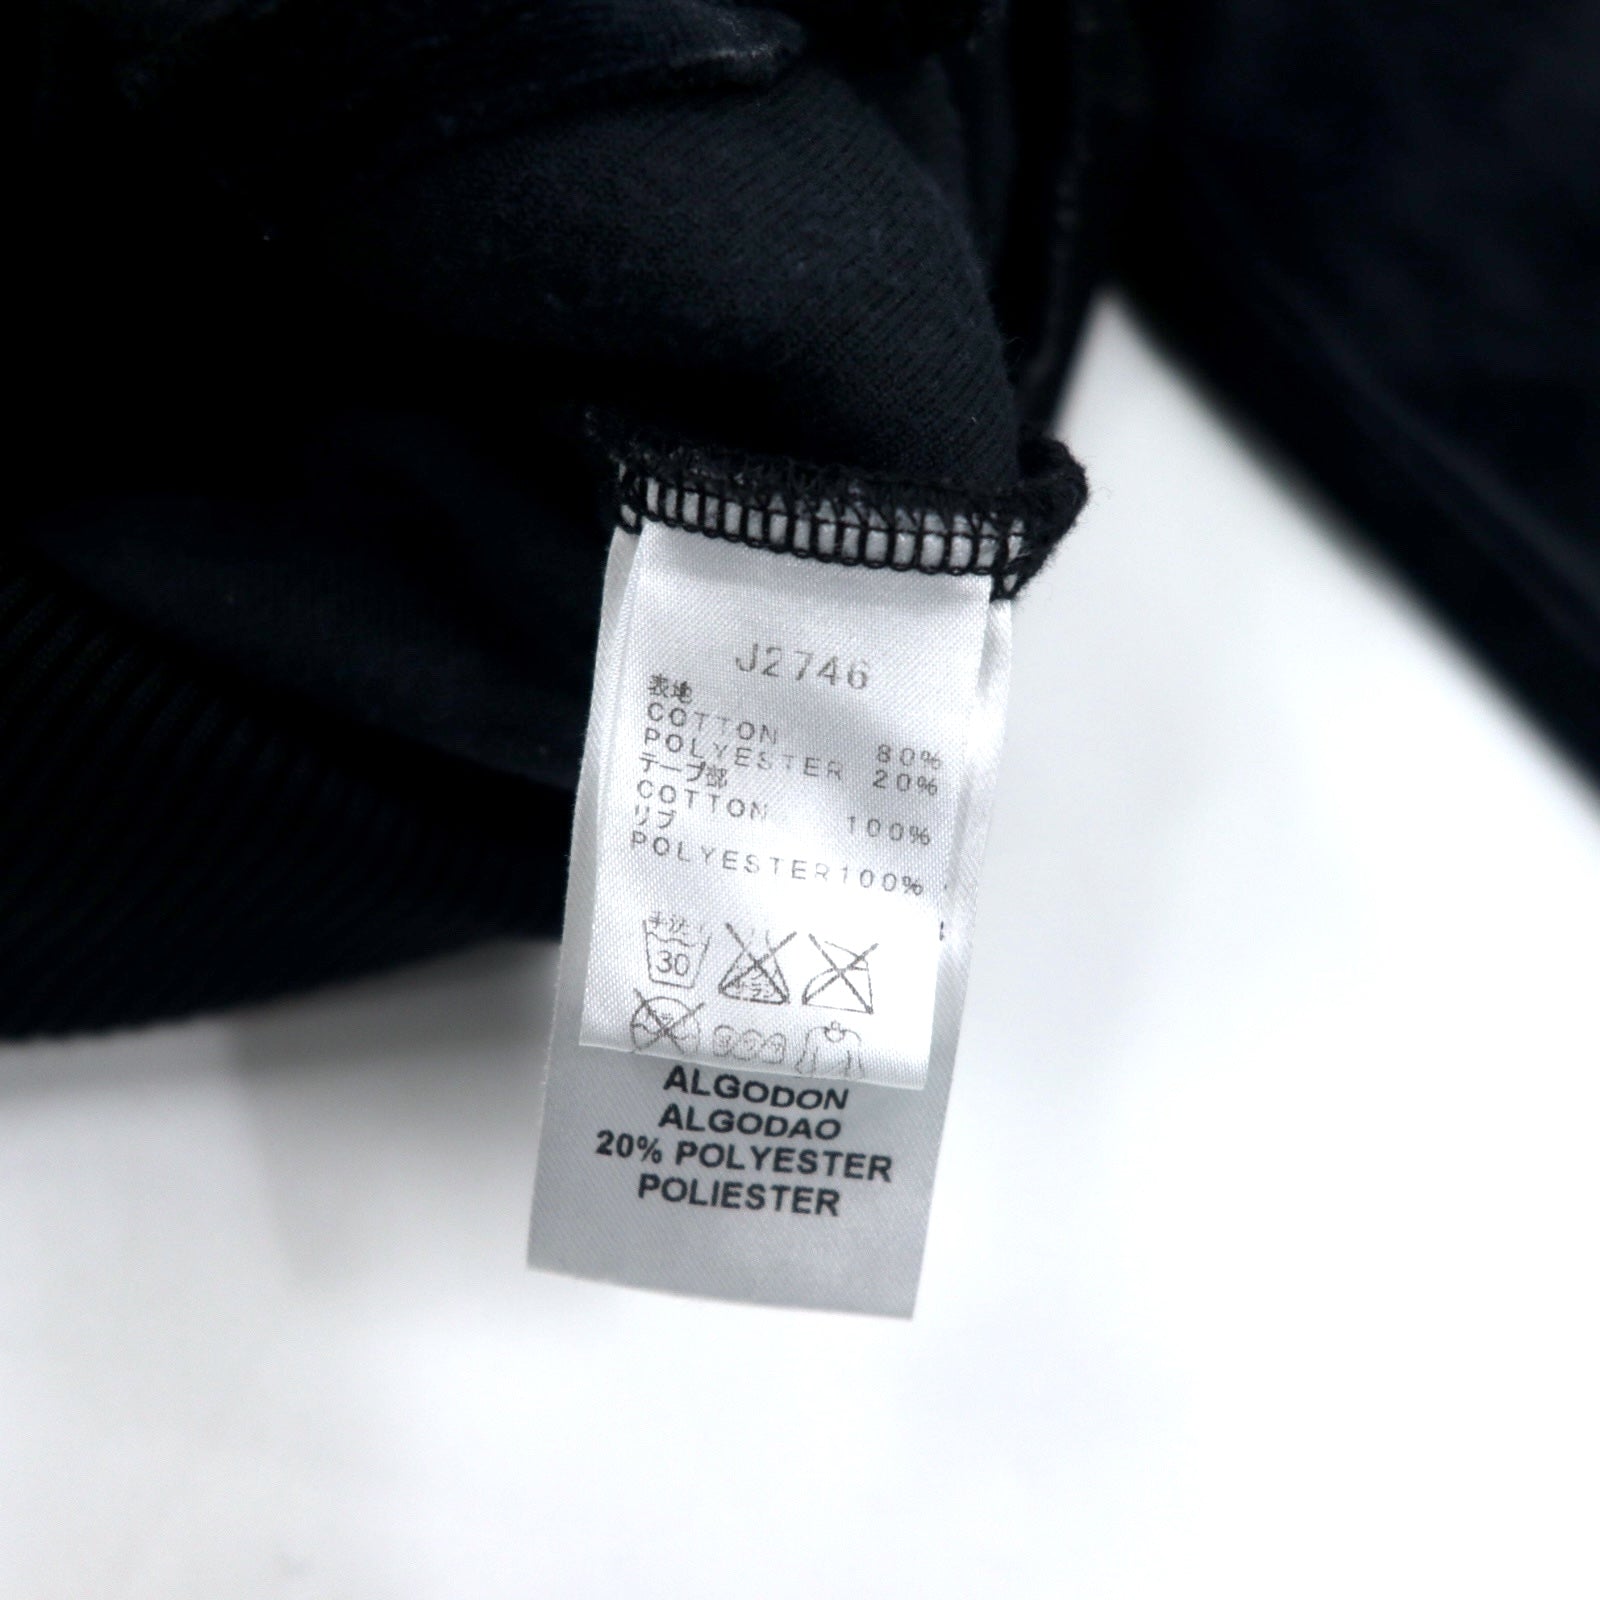 J2746
表地
COTTON 80%
POLYESTER 20%
テープ部
COTTON 100%
リブ
POLYESTER100%
30
ALGODON
ALGODAO
20% POLYESTER
POLIESTER